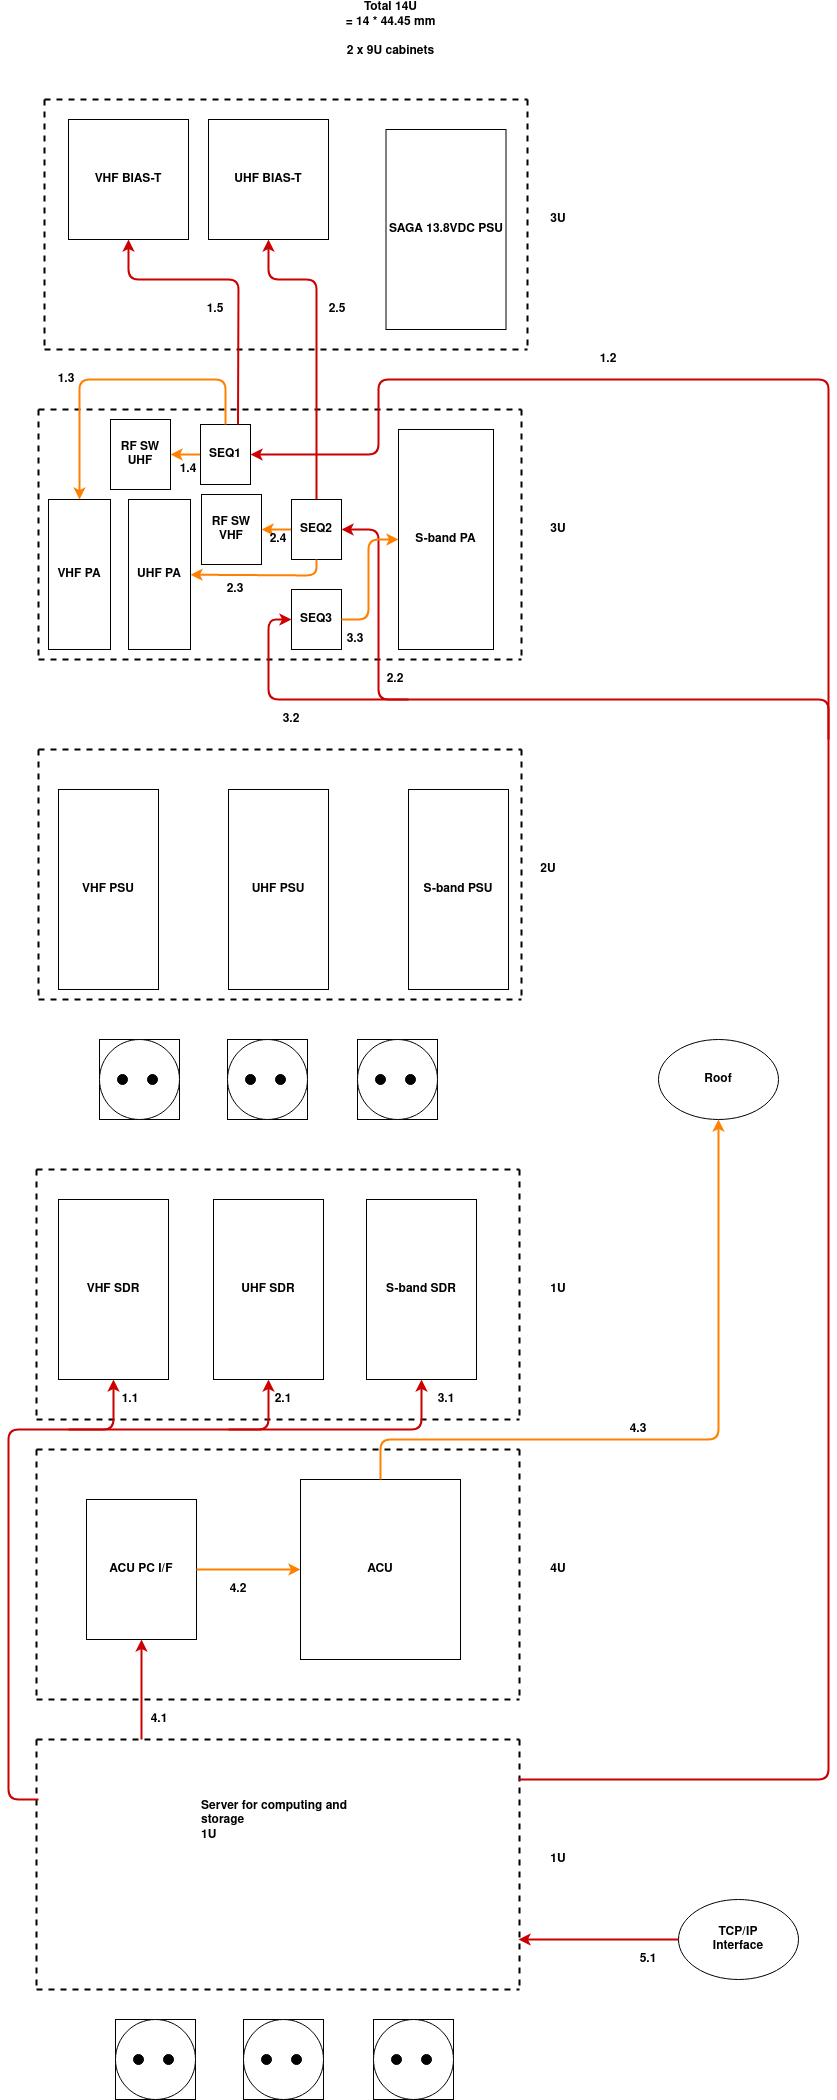 Total 14U
= 14 * 44.45 mm
2 x 9U cabinets
VHF BIAS-T
UHF BIAS-T
SAGA 13.8VDC PSU
3U
1.5
2.5
1.2
1.3
RF SW
UHF
1.4
SEQ1
VHF PA
UHF PA
RF SW
VHF
2.4
SEQ2
S-band PA
3U
2.3
SEQ3
3.3
2.2
3.2
VHF PSU
UHF PSU
S-band PSU
2U
Roof
VHF SDR
UHF SDR
S-band SDR
1U
1.1
2.1
3.1
4.3
ACU PC I/F
4.2
ACU
4U
4.1
Server for computing and
storage
1U
1U
TCP/IP
Interface
5.1